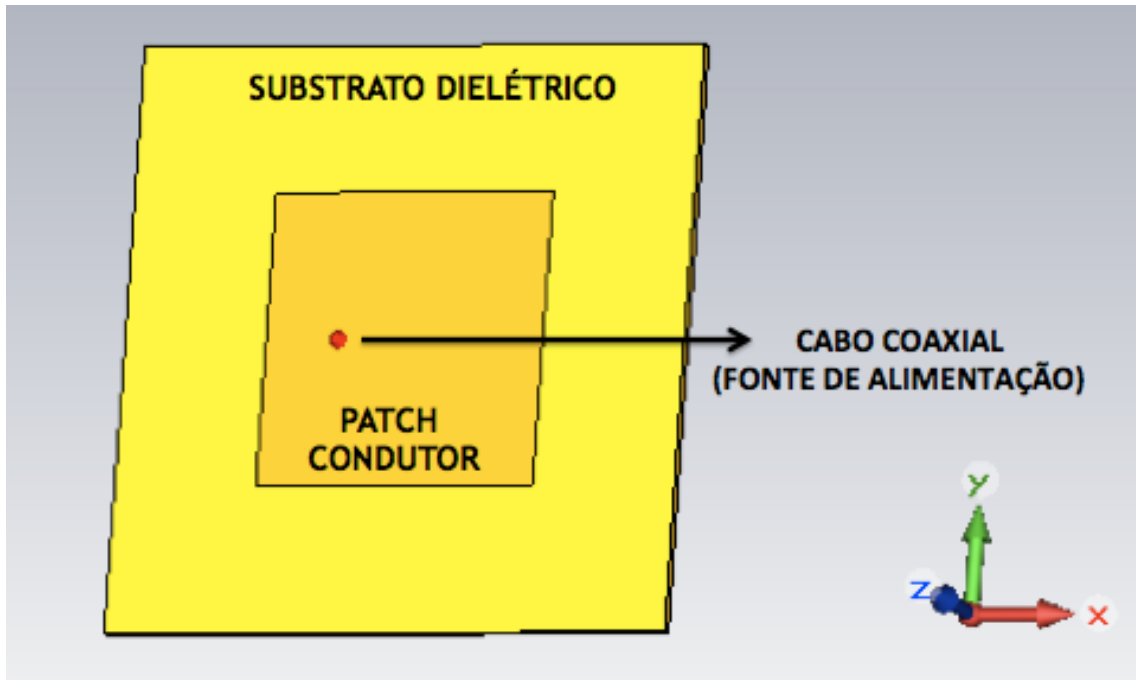 SUBSTRATO DIELÉTRICO
CABO COAXIAL
(FONTE DE ALIMENTAÇÃO)
PATCH
CONDUTOR
y
z
x